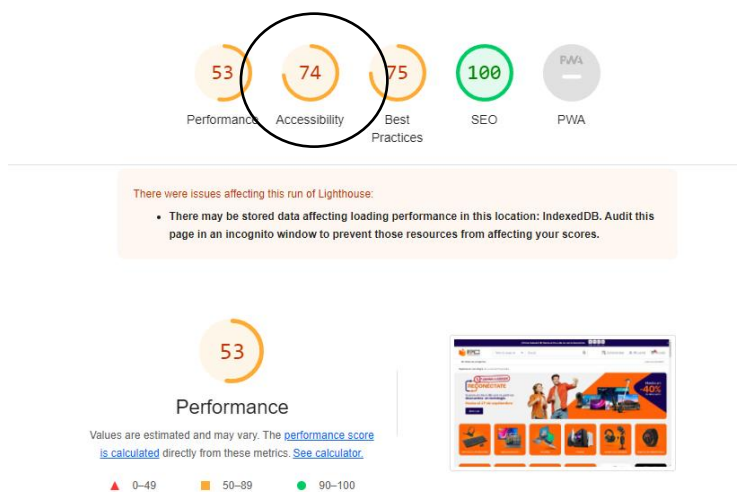 53
74
75
100
PWA
Performance
Accessibility
Best
Practices
SEO
PWA
There were issues affecting this run of Lighthouse:
• There may be stored data affecting loading performance in this location: IndexedDB. Audit this
page in an incognito window to prevent those resources from affecting your scores.
53
Performance
Values are estimated and may vary. The performance score
is calculated directly from these metrics. See calculator.
0–49
50–89
90–100
RECONÉCTATE
-40%